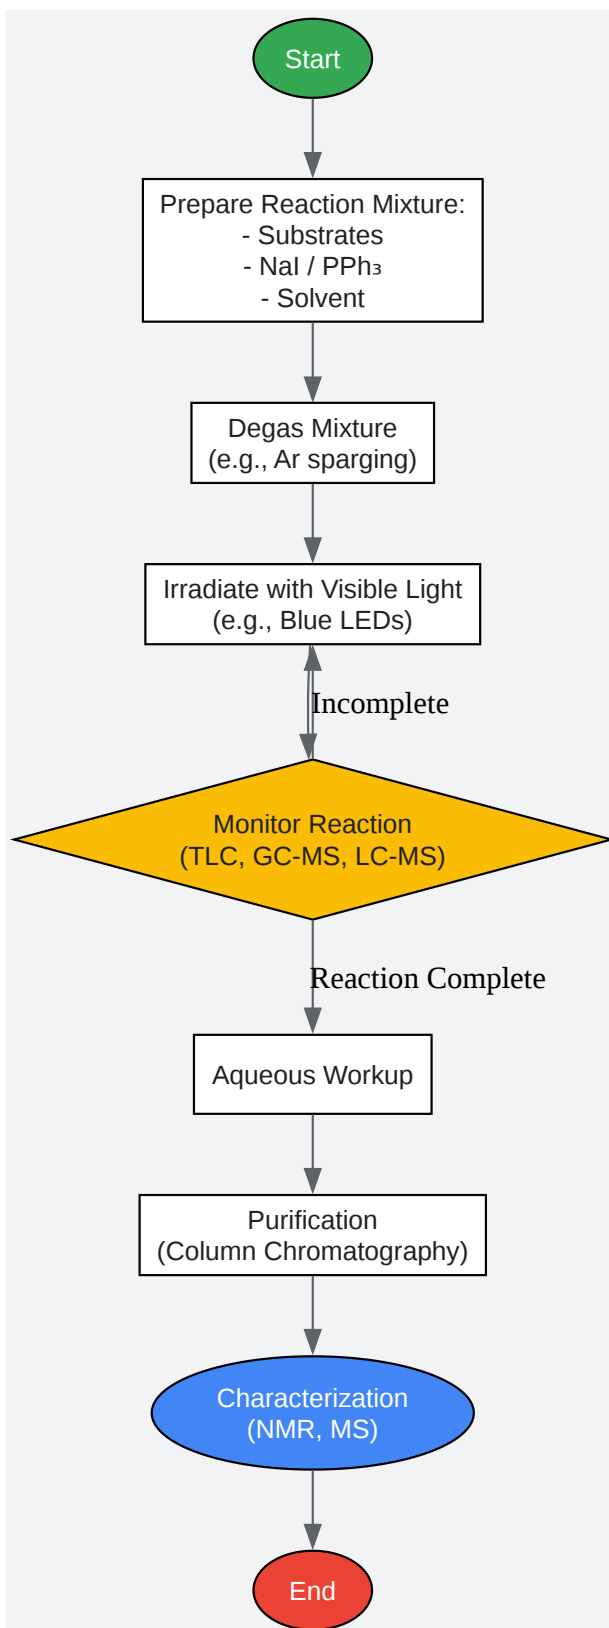 Start
Prepare Reaction Mixture:
- Substrates
- NaI / PPh₃
- Solvent
Degas Mixture
(e.g., Ar sparging)
Irradiate with Visible Light
(e.g., Blue LEDs)
Incomplete
Monitor Reaction
(TLC, GC-MS, LC-MS)
Reaction Complete
Aqueous Workup
Purification
(Column Chromatography)
Characterization
(NMR, MS)
End